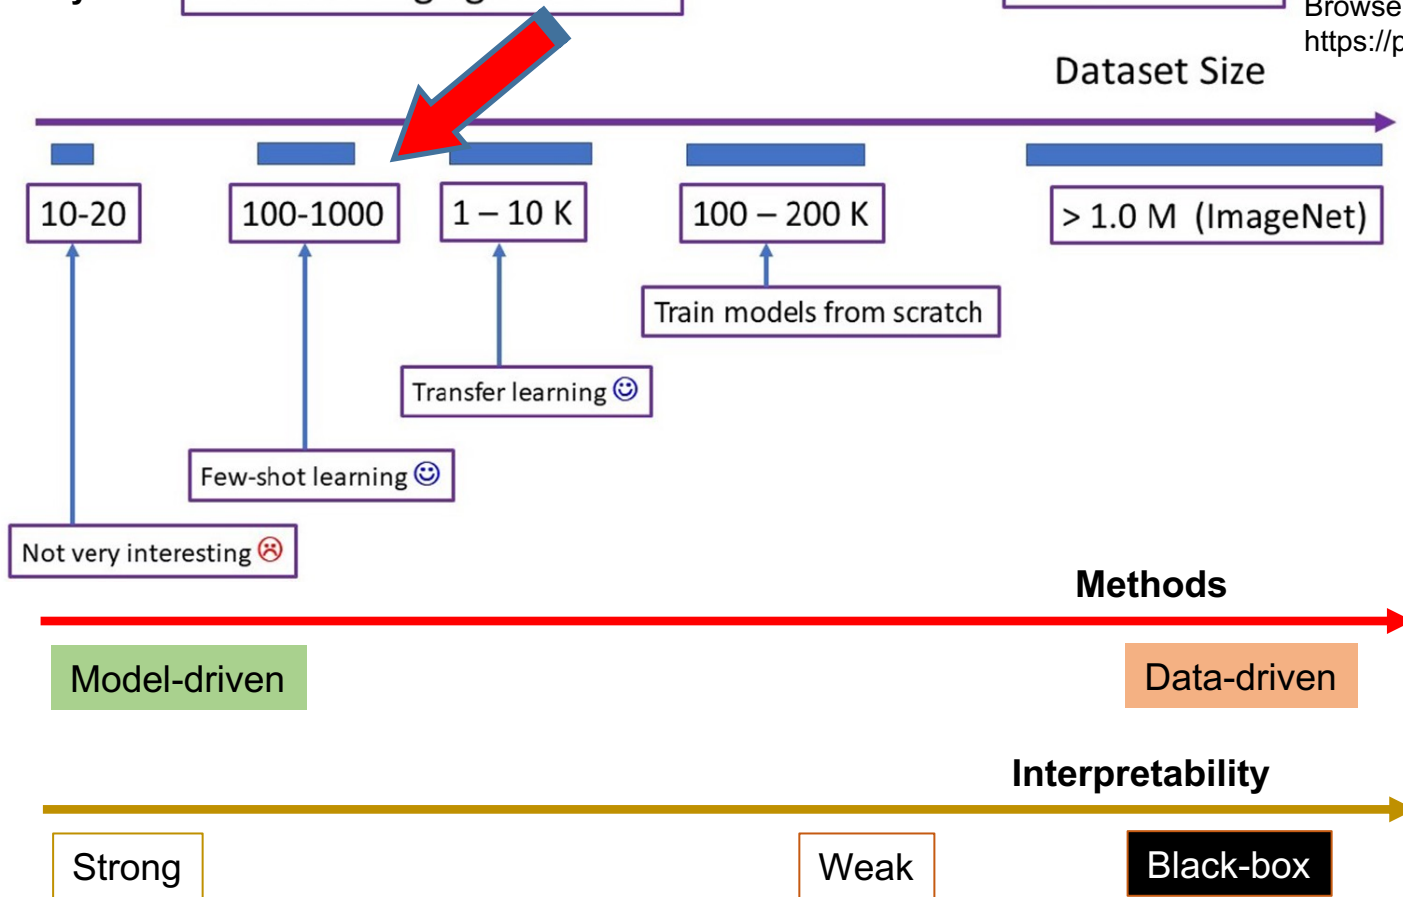 Browse
https://p
Dataset Size
10-20
100-1000
1 – 10 K
100 – 200 K
> 1.0 M (ImageNet)
Train models from scratch
Transfer learning ☺
Few-shot learning ☺
Not very interesting ☹
Methods
Model-driven
Data-driven
Interpretability
Strong
Weak
Black-box